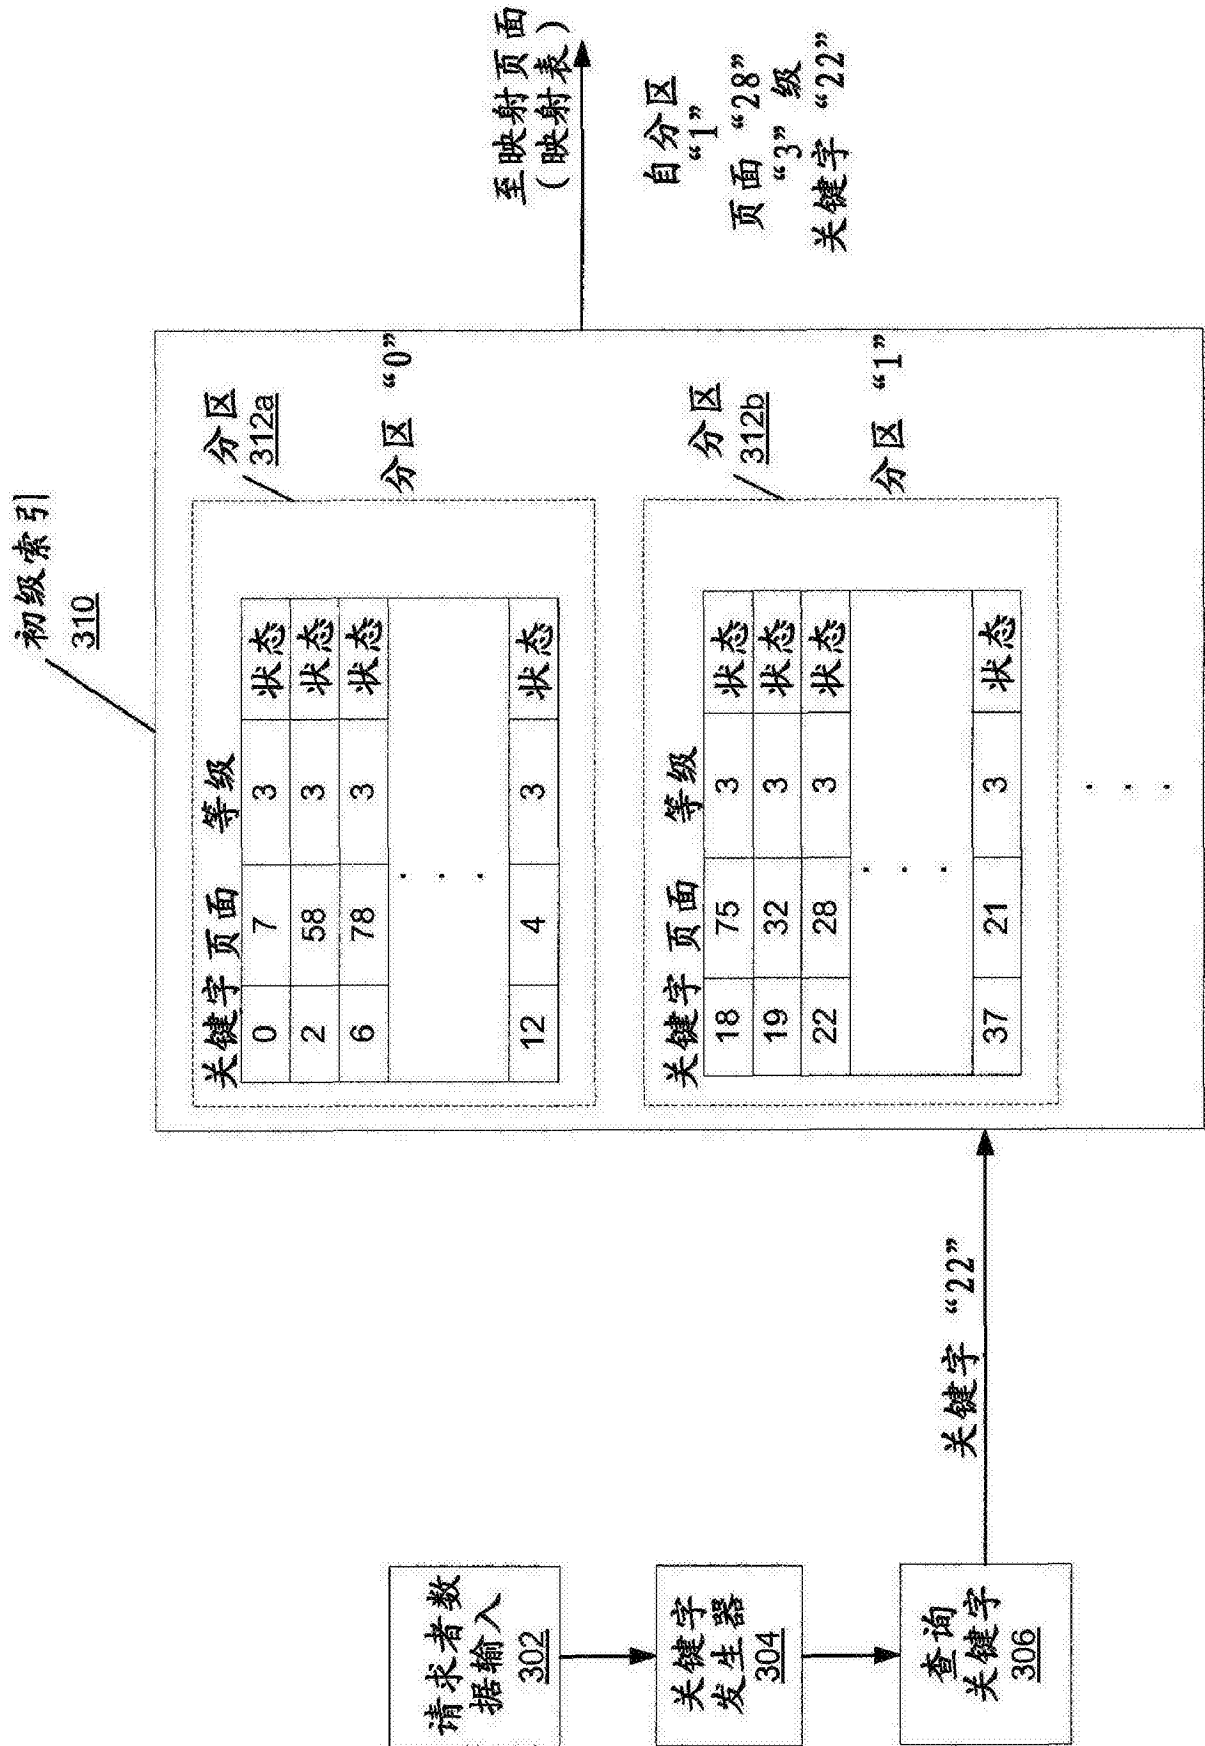 初级索引
310
分区
312a
分区 “0”
关键字 页面 等级
0 7 3 状态
2 58 3 状态
6 78 3 状态
. . .
12 4 3 状态
分区
312b
分区 “1”
关键字 页面 等级
18 75 3 状态
19 32 3 状态
22 28 3 状态
. . .
37 21 3 状态
. . .
请求者数
据输入
302
关键字
发生器
304
查询
关键字
306
关键字 “22”
至映射页面
(映射表)
自分区
“1”
页面 “28”
“3” 级
关键字 “22”